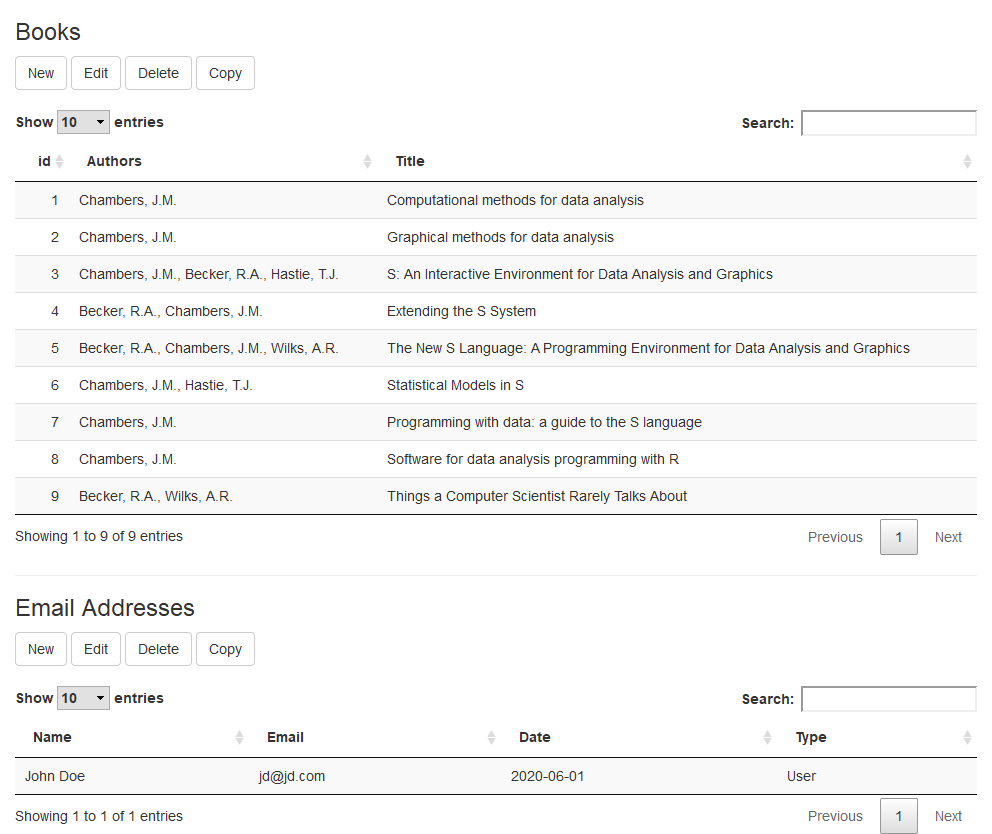 Books
New Edit Delete Copy
Show 10 entries Search:
id Authors Title
1 Chambers, J.M. Computational methods for data analysis
2 Chambers, J.M. Graphical methods for data analysis
3 Chambers, J.M., Becker, R.A., Hastie, T.J. S: An Interactive Environment for Data Analysis and Graphics
4 Becker, R.A., Chambers, J.M. Extending the S System
5 Becker, R.A., Chambers, J.M., Wilks, A.R. The New S Language: A Programming Environment for Data Analysis and Graphics
6 Chambers, J.M., Hastie, T.J. Statistical Models in S
7 Chambers, J.M. Programming with data: a guide to the S language
8 Chambers, J.M. Software for data analysis programming with R
9 Becker, R.A., Wilks, A.R. Things a Computer Scientist Rarely Talks About
Showing 1 to 9 of 9 entries Previous 1 Next
Email Addresses
New Edit Delete Copy
Show 10 entries Search:
Name Email Date Type
John Doe jd@jd.com 2020-06-01 User
Showing 1 to 1 of 1 entries Previous 1 Next